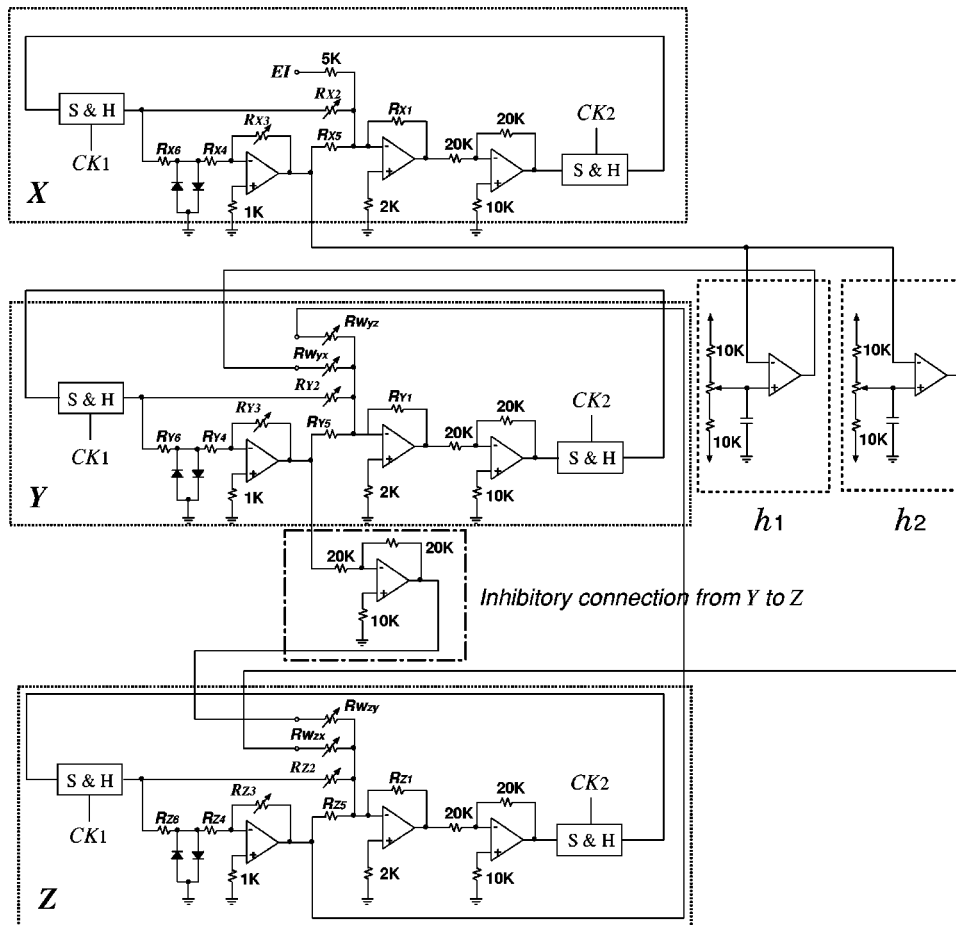 5K
EI
RX2
S & H
RX3
RX1
RX5
20K
20K
CK2
CK1
RX6
RX4
S & H
X
1K
2K
10K
Rwyz
Rwyx
10K
10K
S & H
RY2
RY3
RY1
RY5
20K
20K
CK2
CK1
RY6
RY4
S & H
10K
10K
Y
1K
2K
10K
h1
h2
20K
20K
10K
Inhibitory connection from Y to Z
Rwzy
Rwzx
S & H
RZ2
RZ3
RZ1
RZ5
20K
20K
CK2
CK1
RZ6
RZ4
S & H
Z
1K
2K
10K